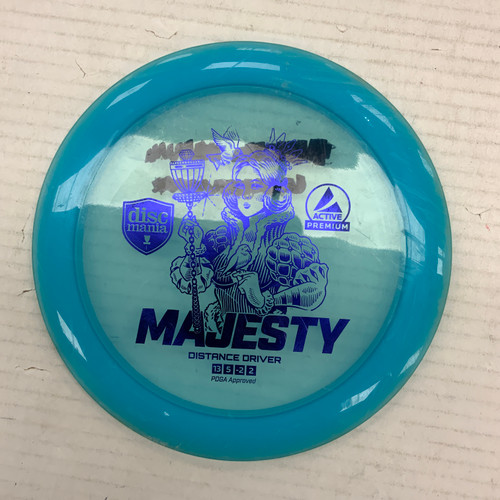 disc
mania
ACTIVE
PREMIUM
MAJESTY
DISTANCE DRIVER
13 5 -2 2
PDGA Approved